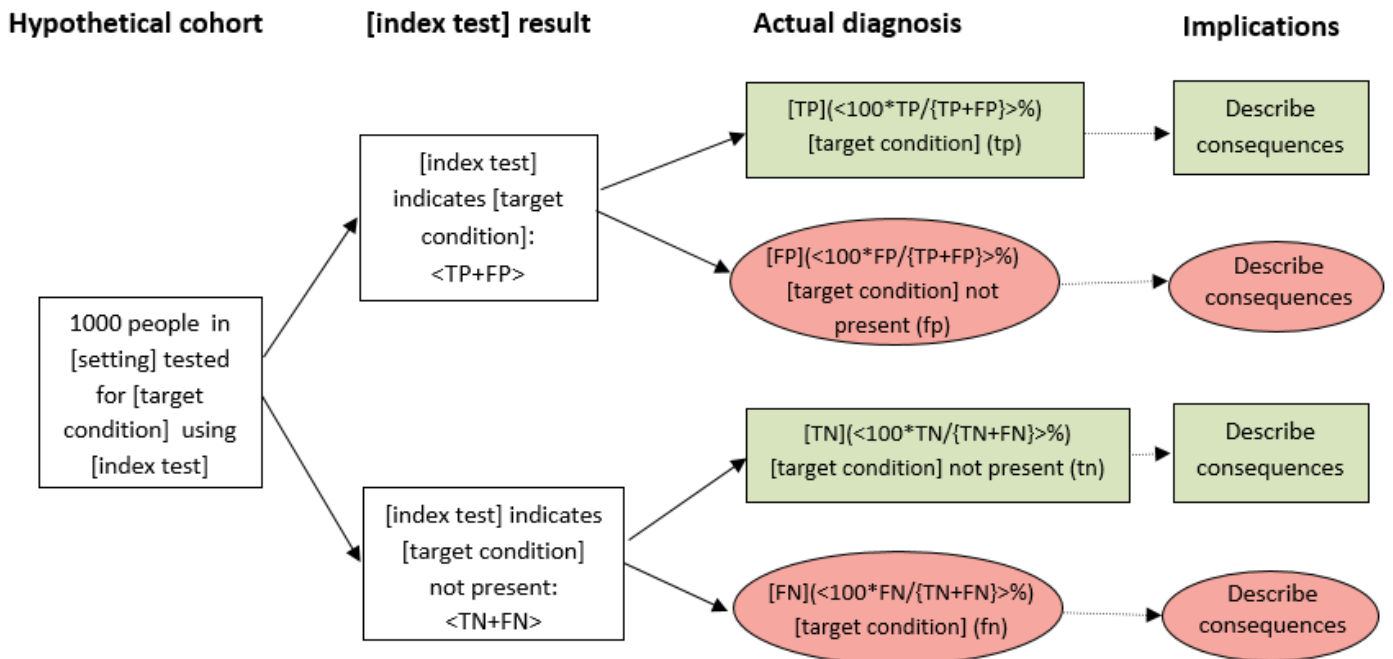 Hypothetical cohort
[index test] result
Actual diagnosis
Implications
1000 people in
[setting] tested
for [target
condition] using
[index test]
[index test]
indicates [target
condition]:
<TP+FP>
[index test] indicates
[target condition]
not present:
<TN+FN>
[TP](<100*TP/{TP+FP}>%)
[target condition] (tp)
Describe
consequences
[FP](<100*FP/{TP+FP}>%)
[target condition] not
present (fp)
Describe
consequences
[TN](<100*TN/{TN+FN}>%)
[target condition] not present (tn)
Describe
consequences
[FN](<100*FN/{TN+FN}>%)
[target condition] (fn)
Describe
consequences